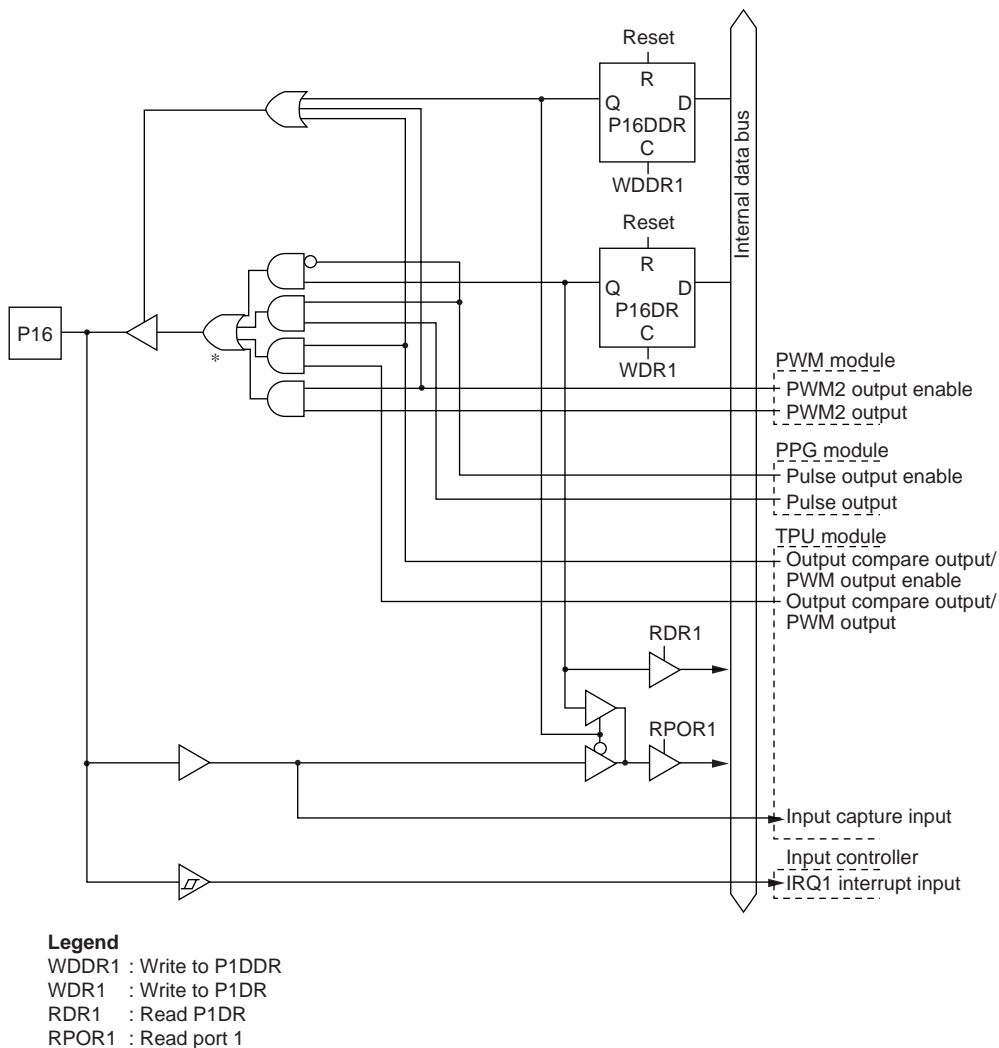 Reset
R
Q D
P16DDR
C
WDDR1
Internal data bus
Reset
R
Q D
P16DR
C
WDR1
P16
*
PWM module
PWM2 output enable
PWM2 output
PPG module
Pulse output enable
Pulse output
TPU module
Output compare output/
PWM output enable
Output compare output/
PWM output
RDR1
RPOR1
Input capture input
Input controller
IRQ1 interrupt input
Legend
WDDR1 : Write to P1DDR
WDR1 : Write to P1DR
RDR1 : Read P1DR
RPOR1 : Read port 1